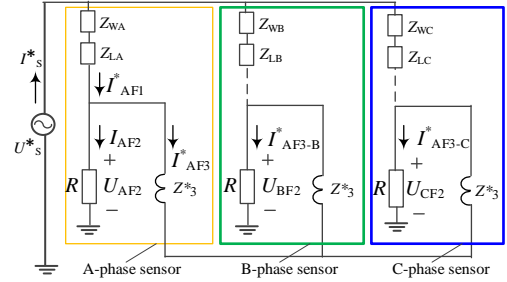 Z_WA
Z_WB
Z_WC
Z_LA
Z_LB
Z_LC
I*_S
I*_AF1
U*_S
I_AF2
I*_AF3
I*_AF3-B
I*_AF3-C
R
+
U_AF2
−
Z*_3
R
+
U_BF2
−
Z*_3
R
+
U_CF2
−
Z*_3
A-phase sensor
B-phase sensor
C-phase sensor